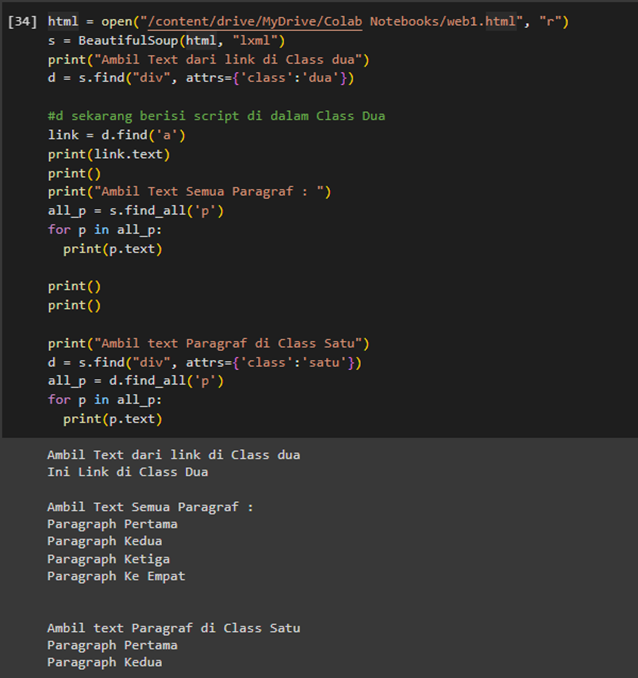 [34] html = open("/content/drive/MyDrive/Colab Notebooks/web1.html", "r")
s = BeautifulSoup(html, "lxml")
print("Ambil Text dari link di Class dua")
d = s.find("div", attrs={'class':'dua'})
#d sekarang berisi script di dalam Class Dua
link = d.find('a')
print(link.text)
print()
print("Ambil Text Semua Paragraf : ")
all_p = s.find_all('p')
for p in all_p:
  print(p.text)
print()
print()
print("Ambil text Paragraf di Class Satu")
d = s.find("div", attrs={'class':'satu'})
all_p = d.find_all('p')
for p in all_p:
  print(p.text)
Ambil Text dari link di Class dua
Ini Link di Class Dua
Ambil Text Semua Paragraf :
Paragraph Pertama
Paragraph Kedua
Paragraph Ketiga
Paragraph Ke Empat
Ambil text Paragraf di Class Satu
Paragraph Pertama
Paragraph Kedua